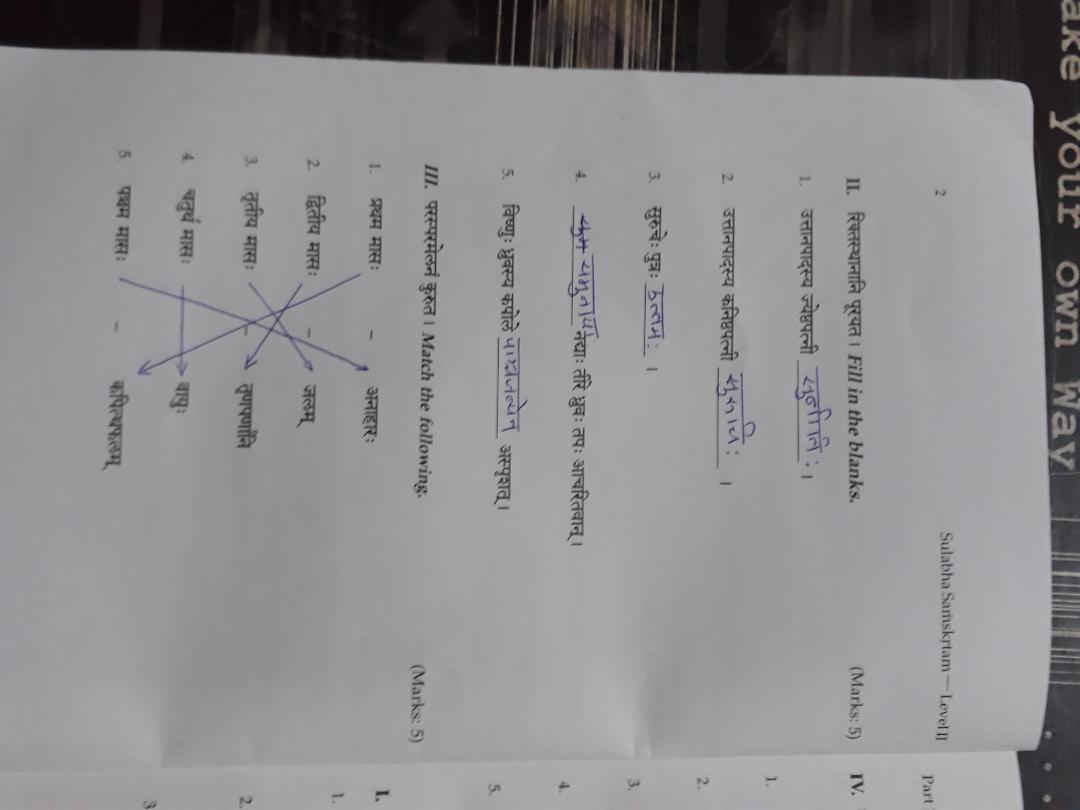 ake your own Way
2 Sulabha Saṁskṛtam — Level II
Part
II. रिक्तस्थानानि पूरयत । Fill in the blanks. (Marks: 5)
IV.
1. उत्तानपादस्य ज्येष्ठपत्नी सुनीतिः ।
1.
2. उत्तानपादस्य कनिष्ठपत्नी सुरुचिः ।
2.
3. सुरुचेः पुत्रः उत्तमः ।
3.
4. यमुनायाः नद्याः तीरे ध्रुवः तपः आचरितवान् ।
4.
5. विष्णुः ध्रुवस्य कपोले पाञ्चजन्येन अस्पृशत् ।
5.
III. परस्परमेलनं कुरुत । Match the following. (Marks: 5)
I.
1. प्रथम मासः – अनाहारः
1.
2. द्वितीय मासः – जलम्
3. तृतीय मासः – तृणपर्णानि
2.
4. चतुर्थ मासः वायुः
3
5. पञ्चम मासः – कपित्थफलम्